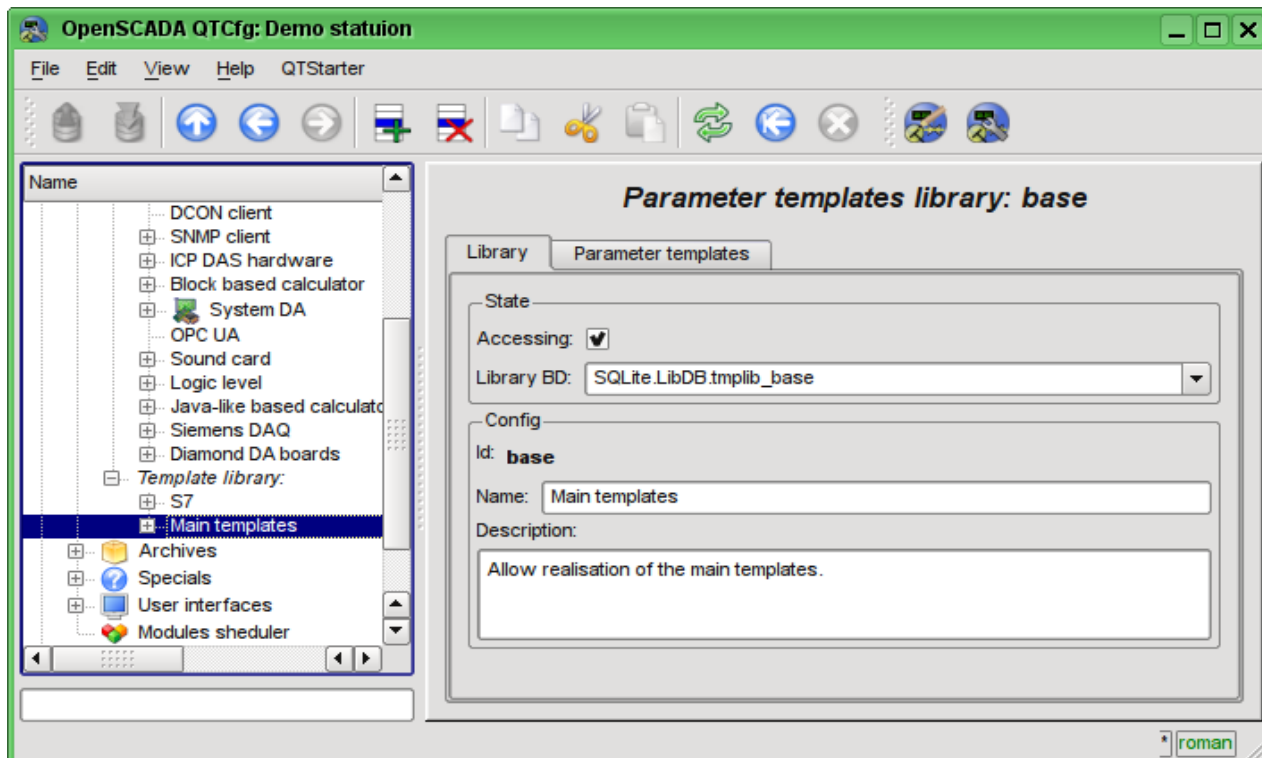 OpenSCADA QTCfg: Demo statuion
File Edit View Help QTStarter
Name
DCON client
SNMP client
ICP DAS hardware
Block based calculator
System DA
OPC UA
Sound card
Logic level
Java-like based calculato
Siemens DAQ
Diamond DA boards
Template library:
S7
Main templates
Archives
Specials
User interfaces
Modules sheduler
Parameter templates library: base
Library Parameter templates
State
Accessing:
Library BD: SQLite.LibDB.tmplib_base
Config
Id: base
Name: Main templates
Description:
Allow realisation of the main templates.
* roman